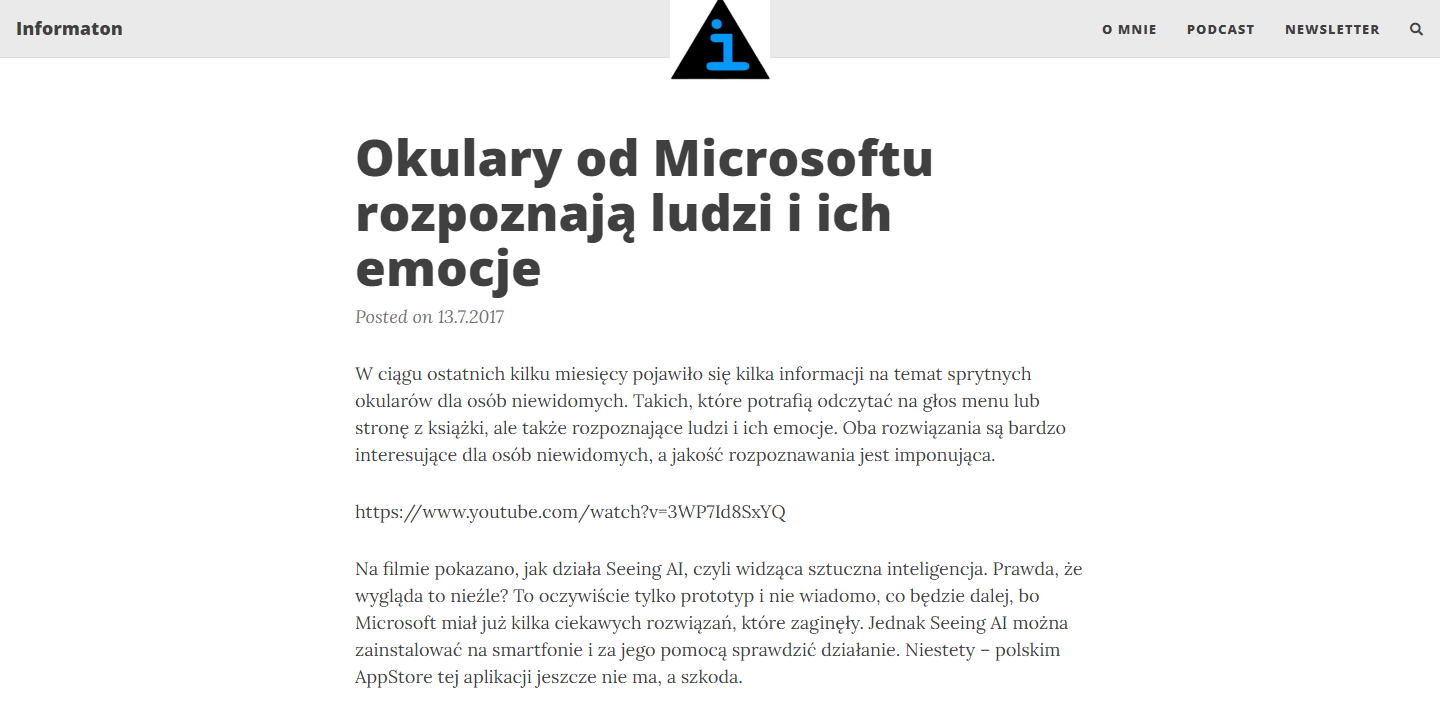 Informaton
i
O MNIE
PODCAST
NEWSLETTER
Okulary od Microsoftu
rozpoznają ludzi i ich
emocje
Posted on 13.7.2017
W ciągu ostatnich kilku miesięcy pojawiło się kilka informacji na temat sprytnych
okularów dla osób niewidomych. Takich, które potrafią odczytać na głos menu lub
stronę z książki, ale także rozpoznające ludzi i ich emocje. Oba rozwiązania są bardzo
interesujące dla osób niewidomych, a jakość rozpoznawania jest imponująca.
https://www.youtube.com/watch?v=3WP7Id8SxYQ
Na filmie pokazano, jak działa Seeing AI, czyli widząca sztuczna inteligencja. Prawda, że
wygląda to nieźle? To oczywiście tylko prototyp i nie wiadomo, co będzie dalej, bo
Microsoft miał już kilka ciekawych rozwiązań, które zaginęły. Jednak Seeing AI można
zainstalować na smartfonie i za jego pomocą sprawdzić działanie. Niestety – polskim
AppStore tej aplikacji jeszcze nie ma, a szkoda.